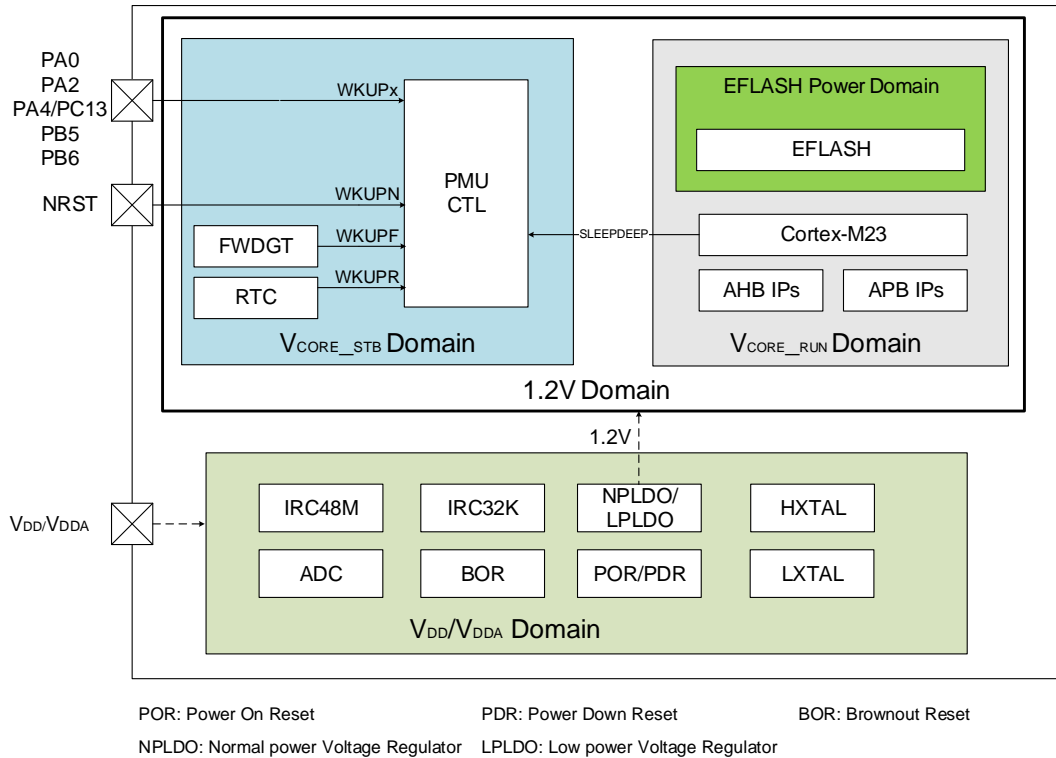 PA0
PA2
PA4/PC13
PB5
PB6
NRST
WKUPx
WKUPN
WKUPF
WKUPR
FWDGT
RTC
PMU
CTL
VCORE_STB Domain
SLEEPDEEP
EFLASH Power Domain
EFLASH
Cortex-M23
AHB IPs
APB IPs
VCORE_RUN Domain
1.2V Domain
1.2V
VDD/VDDA
IRC48M
IRC32K
NPLDO/
LPLDO
HXTAL
ADC
BOR
POR/PDR
LXTAL
VDD/VDDA Domain
POR: Power On Reset
PDR: Power Down Reset
BOR: Brownout Reset
NPLDO: Normal power Voltage Regulator
LPLDO: Low power Voltage Regulator